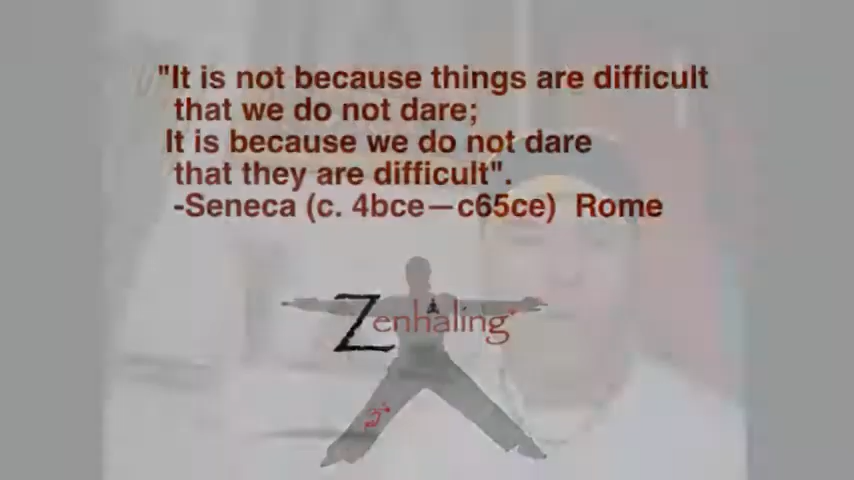 "It is not because things are difficult
that we do not dare;
It is because we do not dare
that they are difficult".
-Seneca (c. 4bce—c65ce) Rome
Zenhaling